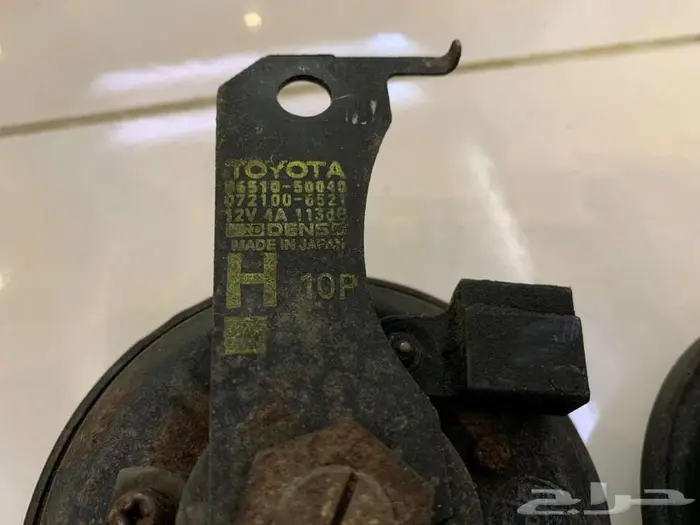 TOYOTA
86510-50040
072100-6521
12V 4A 113dB
DENSO
MADE IN JAPAN
H 10P
حراج